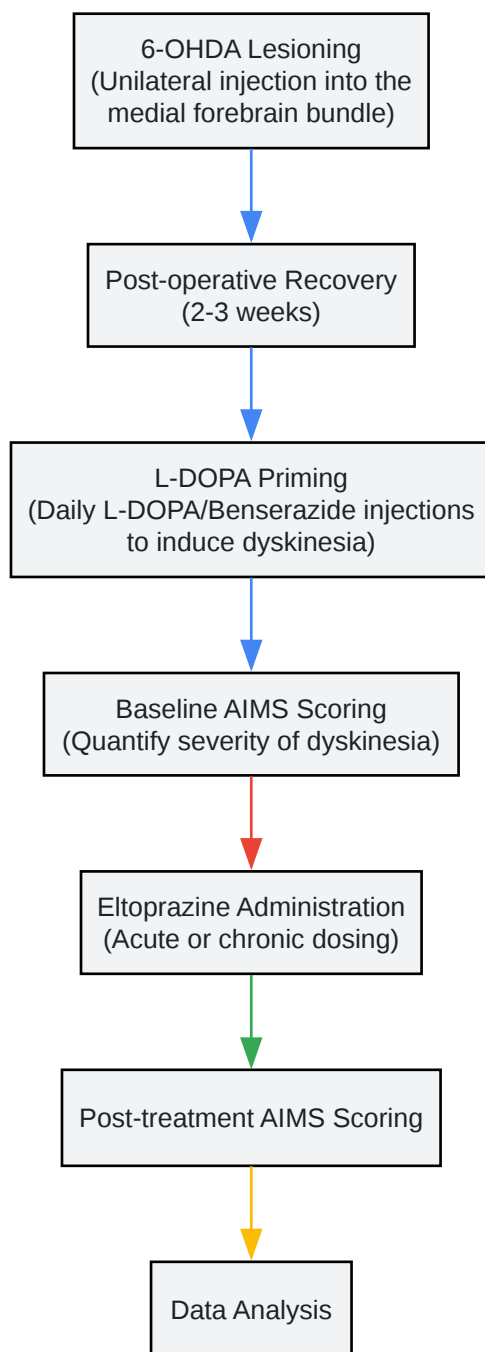 6-OHDA Lesioning
(Unilateral injection into the
medial forebrain bundle)
Post-operative Recovery
(2-3 weeks)
L-DOPA Priming
(Daily L-DOPA/Benserazide injections
to induce dyskinesia)
Baseline AIMS Scoring
(Quantify severity of dyskinesia)
Eltoprazine Administration
(Acute or chronic dosing)
Post-treatment AIMS Scoring
Data Analysis